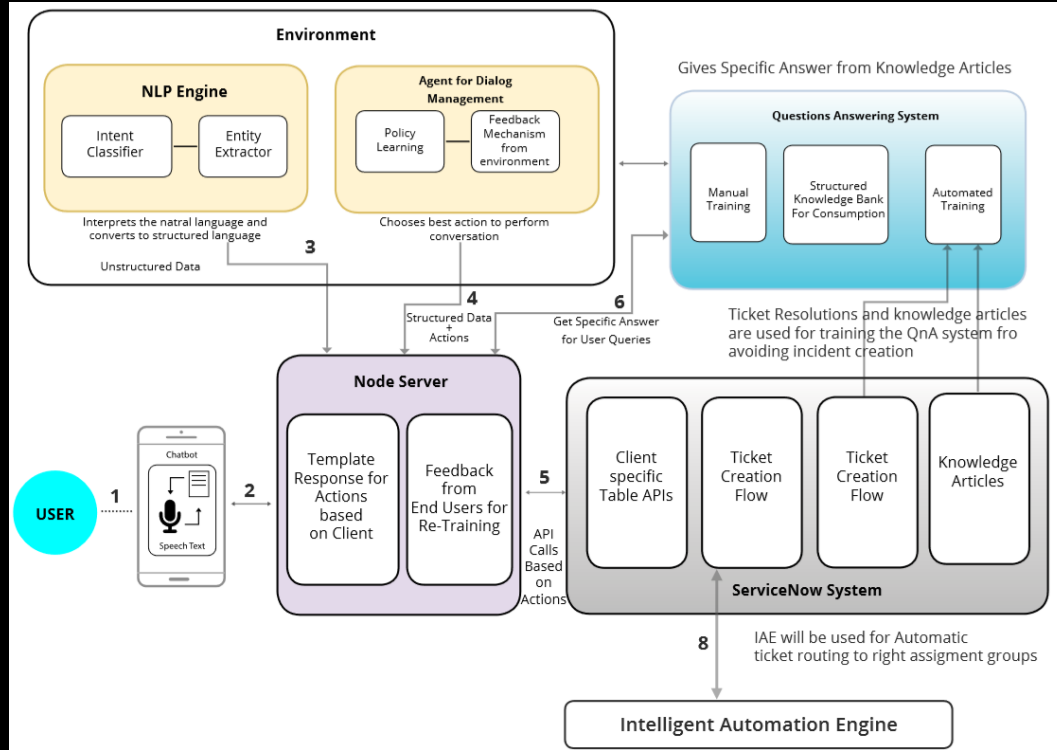 Environment
NLP Engine
Intent
Classifier
Entity
Extractor
Interprets the natral language and
converts to structured language
Unstructured Data
3
Agent for Dialog
Management
Policy
Learning
Feedback
Mechanism
from
environment
Chooses best action to perform
conversation
4
Structured Data
+
Actions
Gives Specific Answer from Knowledge Articles
Questions Answering System
Manual
Training
Structured
Knowledge Bank
For Consumption
Automated
Training
6
Get Specific Answer
for User Queries
Ticket Resolutions and knowledge articles
are used for training the QnA system fro
avoiding incident creation
USER
1
Chatbot
Speech Text
2
Node Server
Template
Response for
Actions
based
on Client
Feedback
from
End Users for
Re-Training
5
API
Calls
Based
on
Actions
Client
specific
Table APIs
Ticket
Creation
Flow
Ticket
Creation
Flow
Knowledge
Articles
ServiceNow System
8
IAE will be used for Automatic
ticket routing to right assigment groups
Intelligent Automation Engine